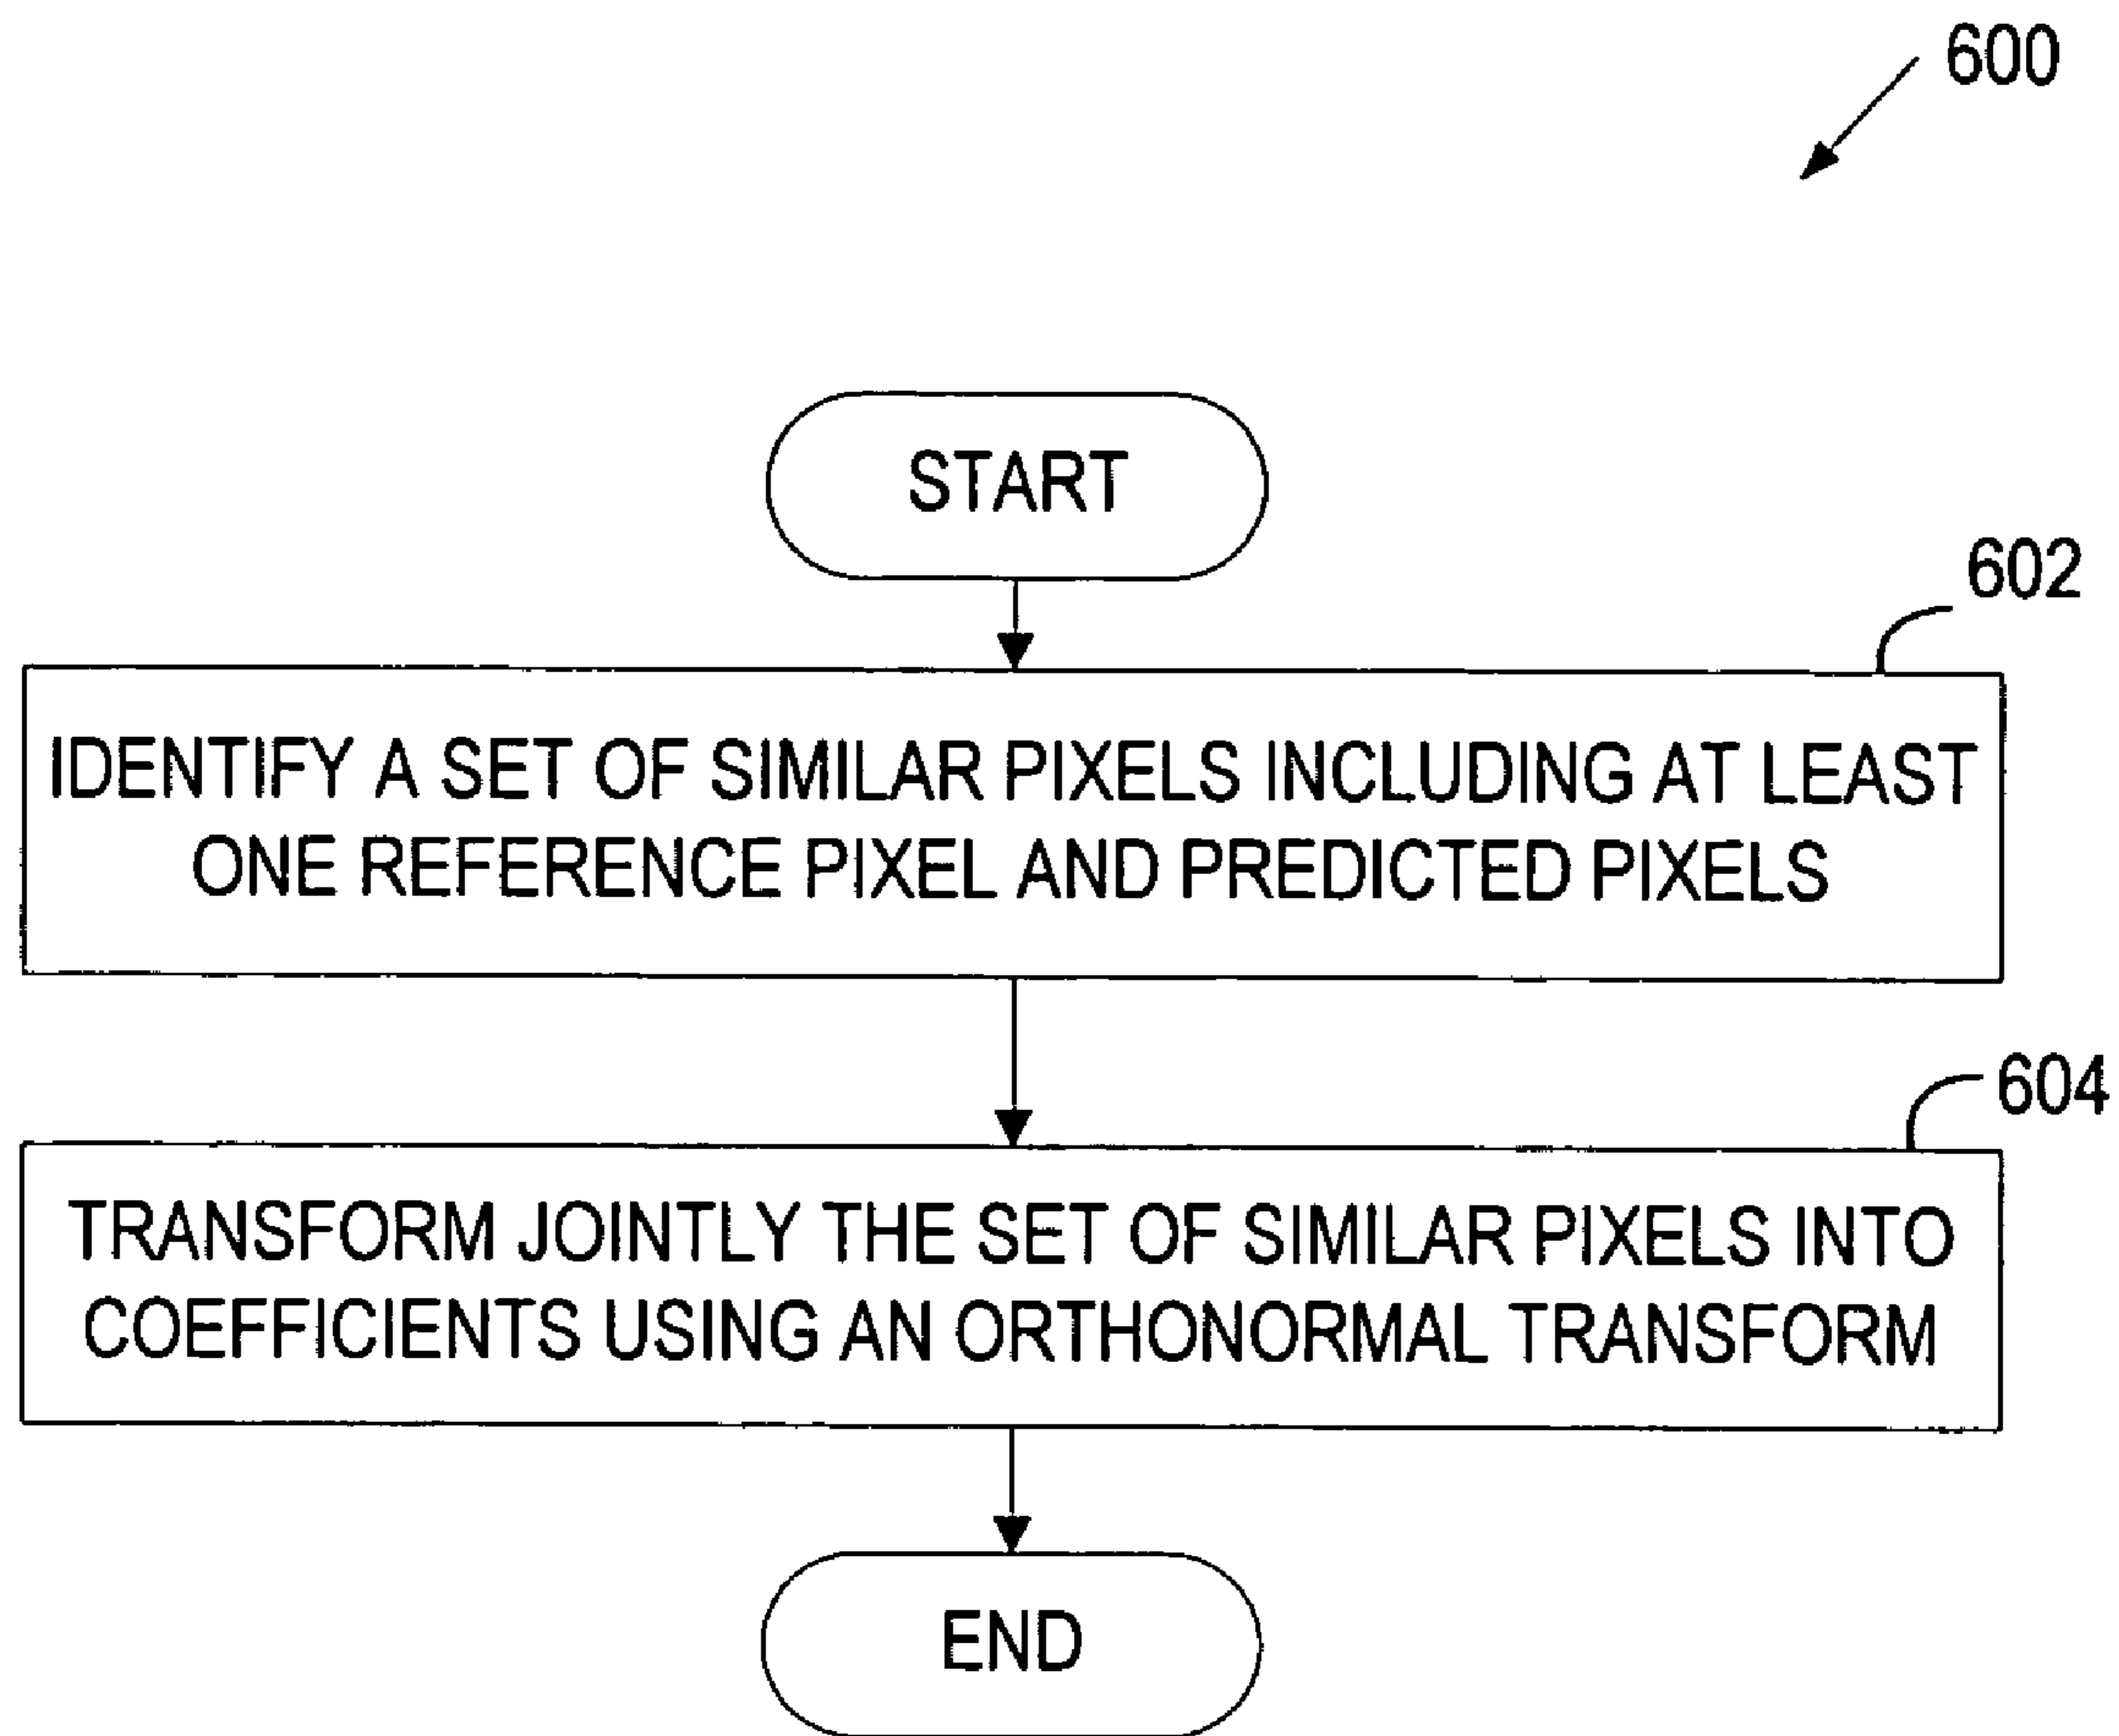 600
START
602
IDENTIFY A SET OF SIMILAR PIXELS INCLUDING AT LEAST
ONE REFERENCE PIXEL AND PREDICTED PIXELS
604
TRANSFORM JOINTLY THE SET OF SIMILAR PIXELS INTO
COEFFICIENTS USING AN ORTHONORMAL TRANSFORM
END